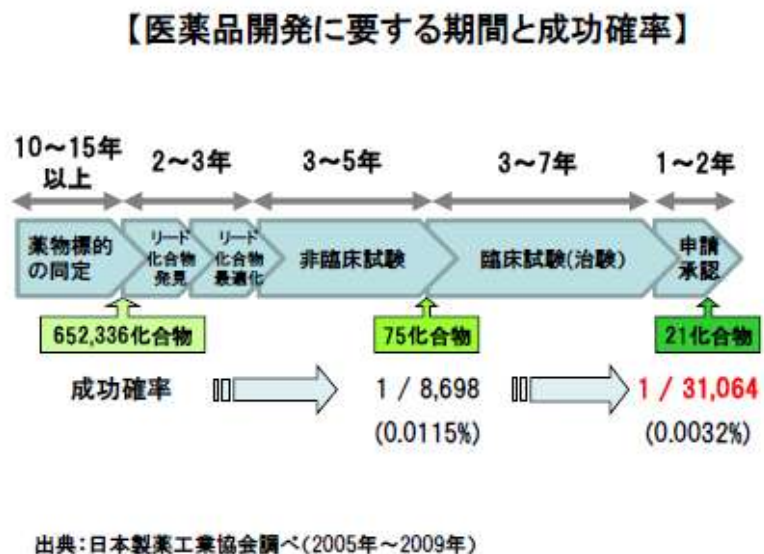 【医薬品開発に要する期間と成功確率】
10～15年
以上
2～3年
3～5年
3～7年
1～2年
薬物標的
の同定
リード
化合物
発見
リード
化合物
最適化
非臨床試験
臨床試験(治験)
申請
承認
652,336化合物
75化合物
21化合物
成功確率
1 / 8,698
1 / 31,064
(0.0115%)
(0.0032%)
出典：日本製薬工業協会調べ(2005年～2009年)